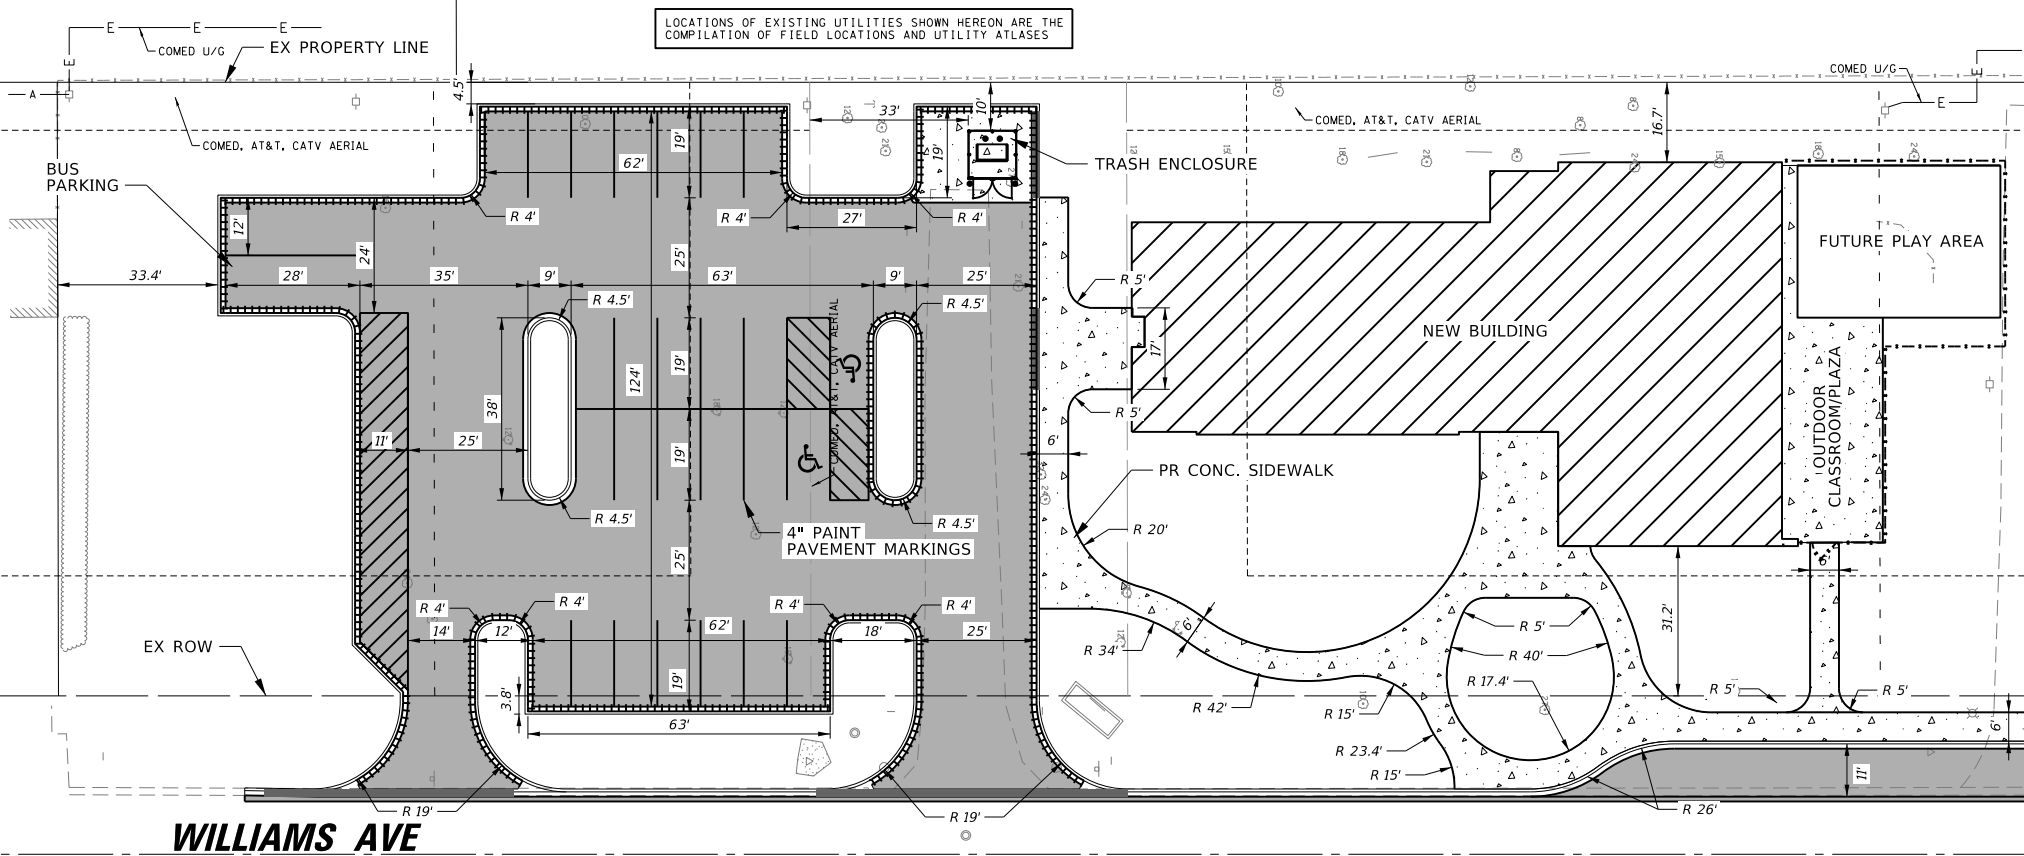 LOCATIONS OF EXISTING UTILITIES SHOWN HEREON ARE THE
COMPILATION OF FIELD LOCATIONS AND UTILITY ATLASES
E
E
E
COMED U/G
EX PROPERTY LINE
E
A
COMED, AT&T, CATV AERIAL
4.5'
33'
10'
COMED U/G
E
E
COMED, AT&T, CATV AERIAL
16.7'
BUS
PARKING
19'
62'
19'
TRASH ENCLOSURE
R 4'
R 4'
27'
R 4'
12'
24'
25'
33.4'
28'
35'
9'
63'
9'
25'
R 4.5'
R 4.5'
R 5'
FUTURE PLAY AREA
NEW BUILDING
17'
38'
124'
19'
COMED, AT&T, CATV AERIAL
R 5'
OUTDOOR
CLASSROOM/PLAZA
11'
25'
19'
6'
PR CONC. SIDEWALK
R 4.5'
R 4.5'
4" PAINT
PAVEMENT MARKINGS
R 20'
25'
6'
R 4'
R 4'
R 4'
R 4'
14'
12'
62'
18'
25'
6'
R 34'
31.2'
R 5'
R 40'
R 17.4'
EX ROW
3.8'
19'
63'
R 42'
R 15'
R 5'
R 5'
6'
R 23.4'
R 15'
11'
R 19'
R 19'
R 26'
WILLIAMS AVE